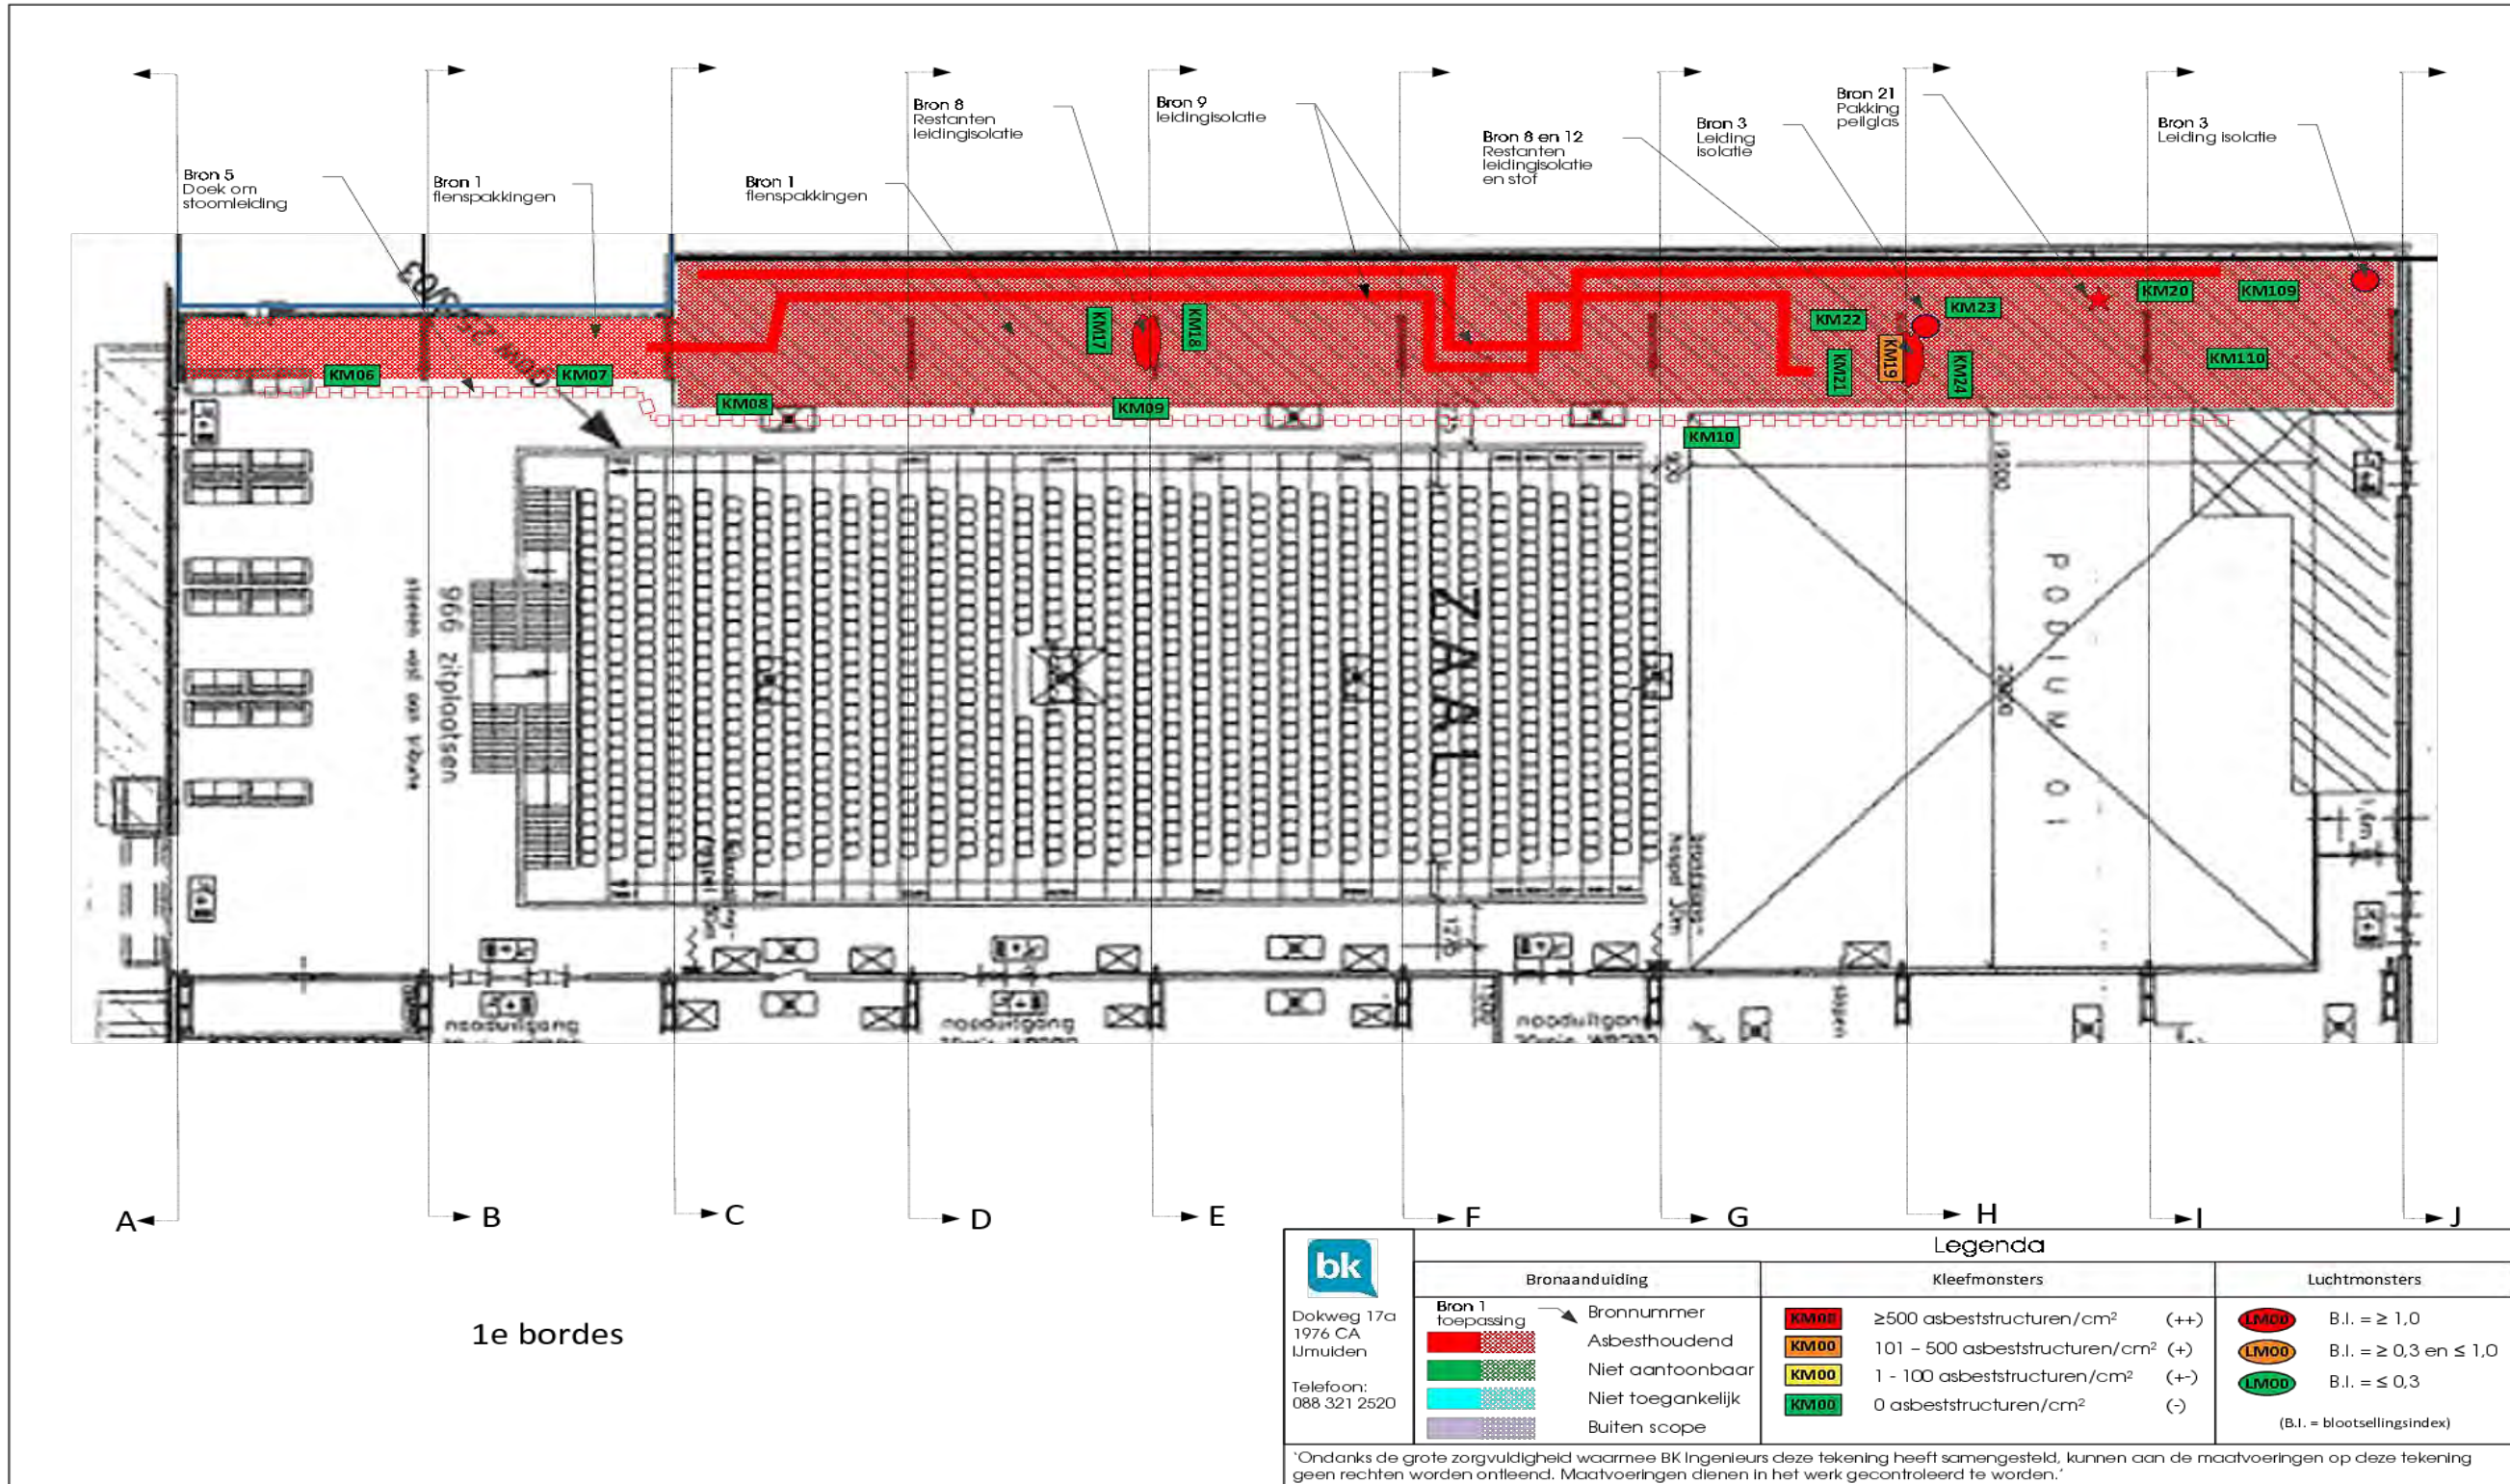 Bron 5
Doek om
stoomleiding
Bron 1
flenspakkingen
Bron 1
flenspakkingen
Bron 8
Restanten
leidingisolatie
Bron 9
leidingisolatie
Bron 8 en 12
Restanten
leidingisolatie
en stof
Bron 3
Leiding
isolatie
Bron 21
Pakking
peilglas
Bron 3
Leiding isolatie
KM06
KM07
KM08
KM09
KM10
KM17
KM18
KM19
KM20
KM21
KM22
KM23
KM24
KM109
KM110
966 zitplaatsen
ZAAL
PODIUM 01
900
1275
nooduitgang
nooduitgang
nooduitgang
A
B
C
D
E
F
G
H
I
J
1e bordes
bk
Dokweg 17a
1976 CA
IJmuiden
Telefoon:
088 321 2520
Legenda
Bronaanduiding
Bron 1
toepassing
Bronnummer
Asbesthoudend
Niet aantoonbaar
Niet toegankelijk
Buiten scope
Kleefmonsters
KM00 ≥500 asbeststructuren/cm² (++)
KM00 101 – 500 asbeststructuren/cm² (+)
KM00 1 - 100 asbeststructuren/cm² (+-)
KM00 0 asbeststructuren/cm² (-)
Luchtmonsters
LM00 B.I. = ≥ 1,0
LM00 B.I. = ≥ 0,3 en ≤ 1,0
LM00 B.I. = ≤ 0,3
(B.I. = blootsellingsindex)
'Ondanks de grote zorgvuldigheid waarmee BK Ingenieurs deze tekening heeft samengesteld, kunnen aan de maatvoeringen op deze tekening
geen rechten worden ontleend. Maatvoeringen dienen in het werk gecontroleerd te worden.'